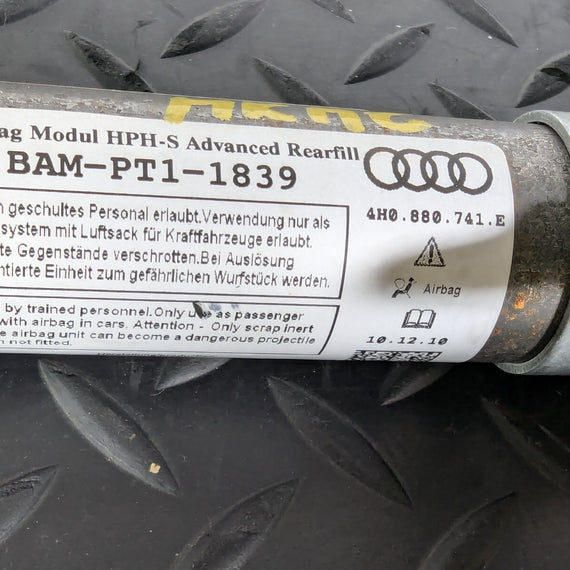 ag Modul HPH-S Advanced Rearfill
BAM-PT1-1839
4H0.880.741.E
geschultes Personal erlaubt.Verwendung nur als
system mit Luftsack für Kraftfahrzeuge erlaubt.
te Gegenstände verschrotten.Bei Auslösung
ntierte Einheit zum gefährlichen Wurfstück werden.
Airbag
by trained personnel.Only use as passenger
with airbag in cars. Attention - Only scrap inert
e airbag unit can become a dangerous projectile
not fitted.
10.12.10